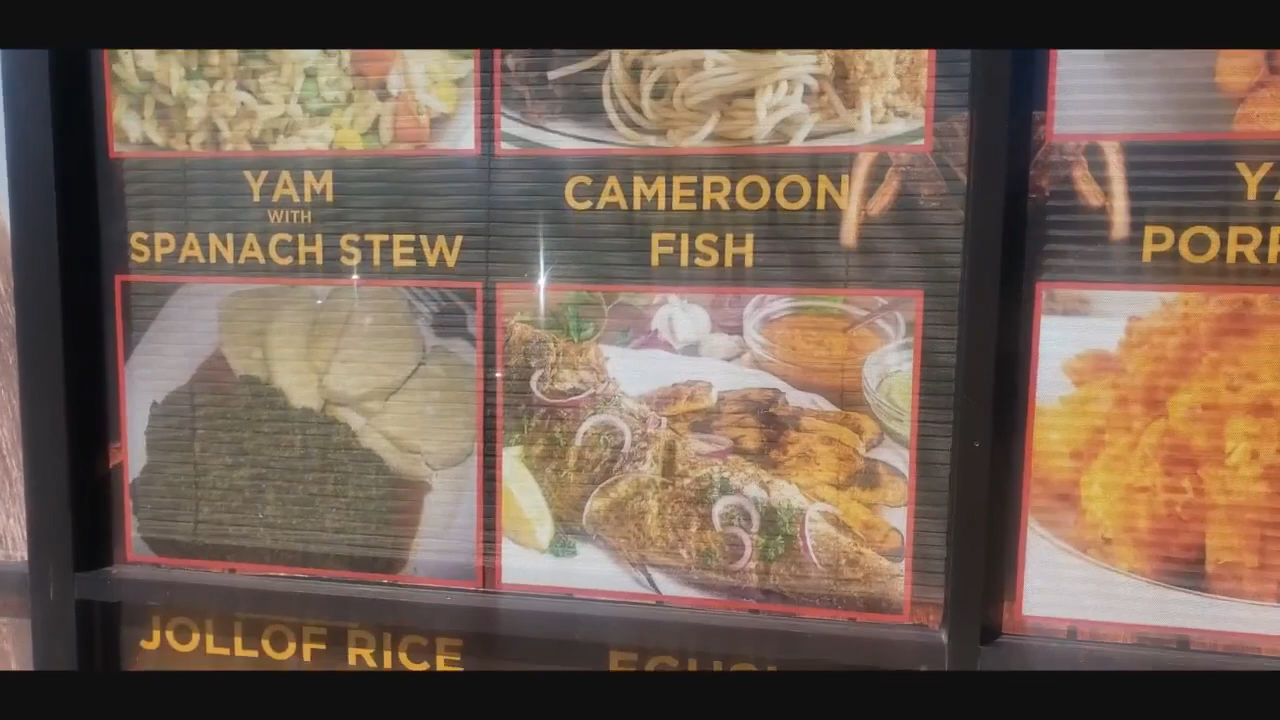 YAM
WITH
SPANACH STEW
CAMEROON
FISH
JOLLOF RICE